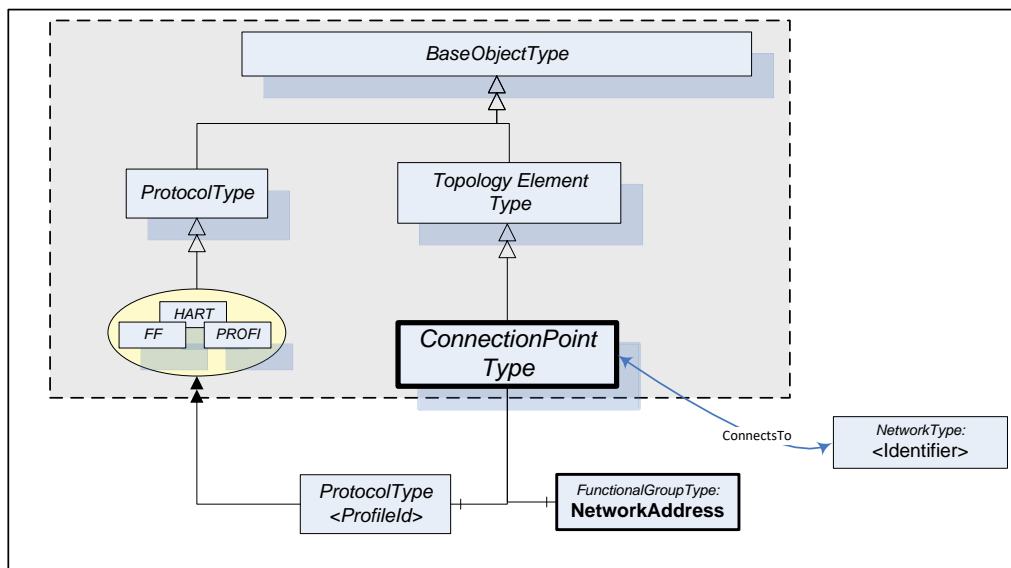 BaseObjectType
ProtocolType
Topology Element
Type
HART
FF
PROFI
ConnectionPoint
Type
ConnectsTo
NetworkType:
<Identifier>
ProtocolType
<ProfileId>
FunctionalGroupType:
NetworkAddress